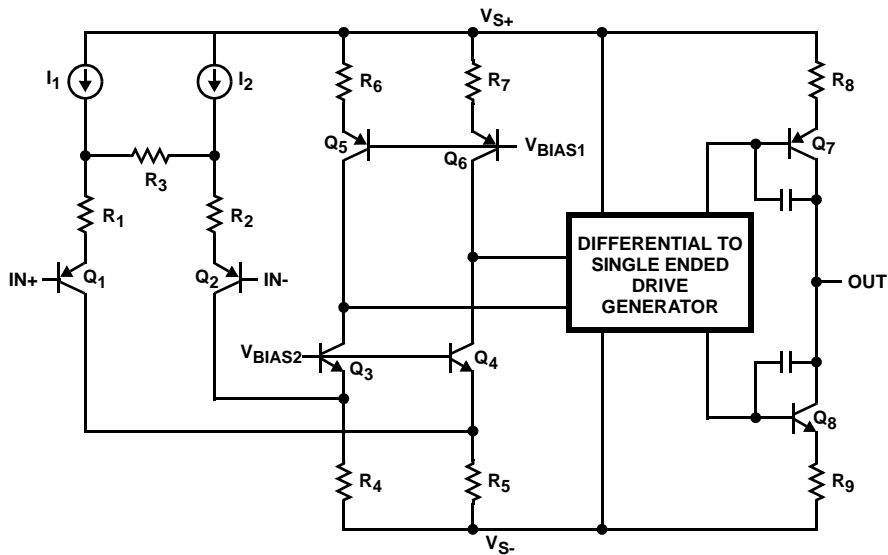 VS+
I1
I2
R6
R7
R8
Q5
Q6
VBIAS1
Q7
R3
R1
R2
DIFFERENTIAL TO
SINGLE ENDED
DRIVE
GENERATOR
IN+
Q1
Q2
IN-
OUT
VBIAS2
Q3
Q4
Q8
R4
R5
R9
VS-